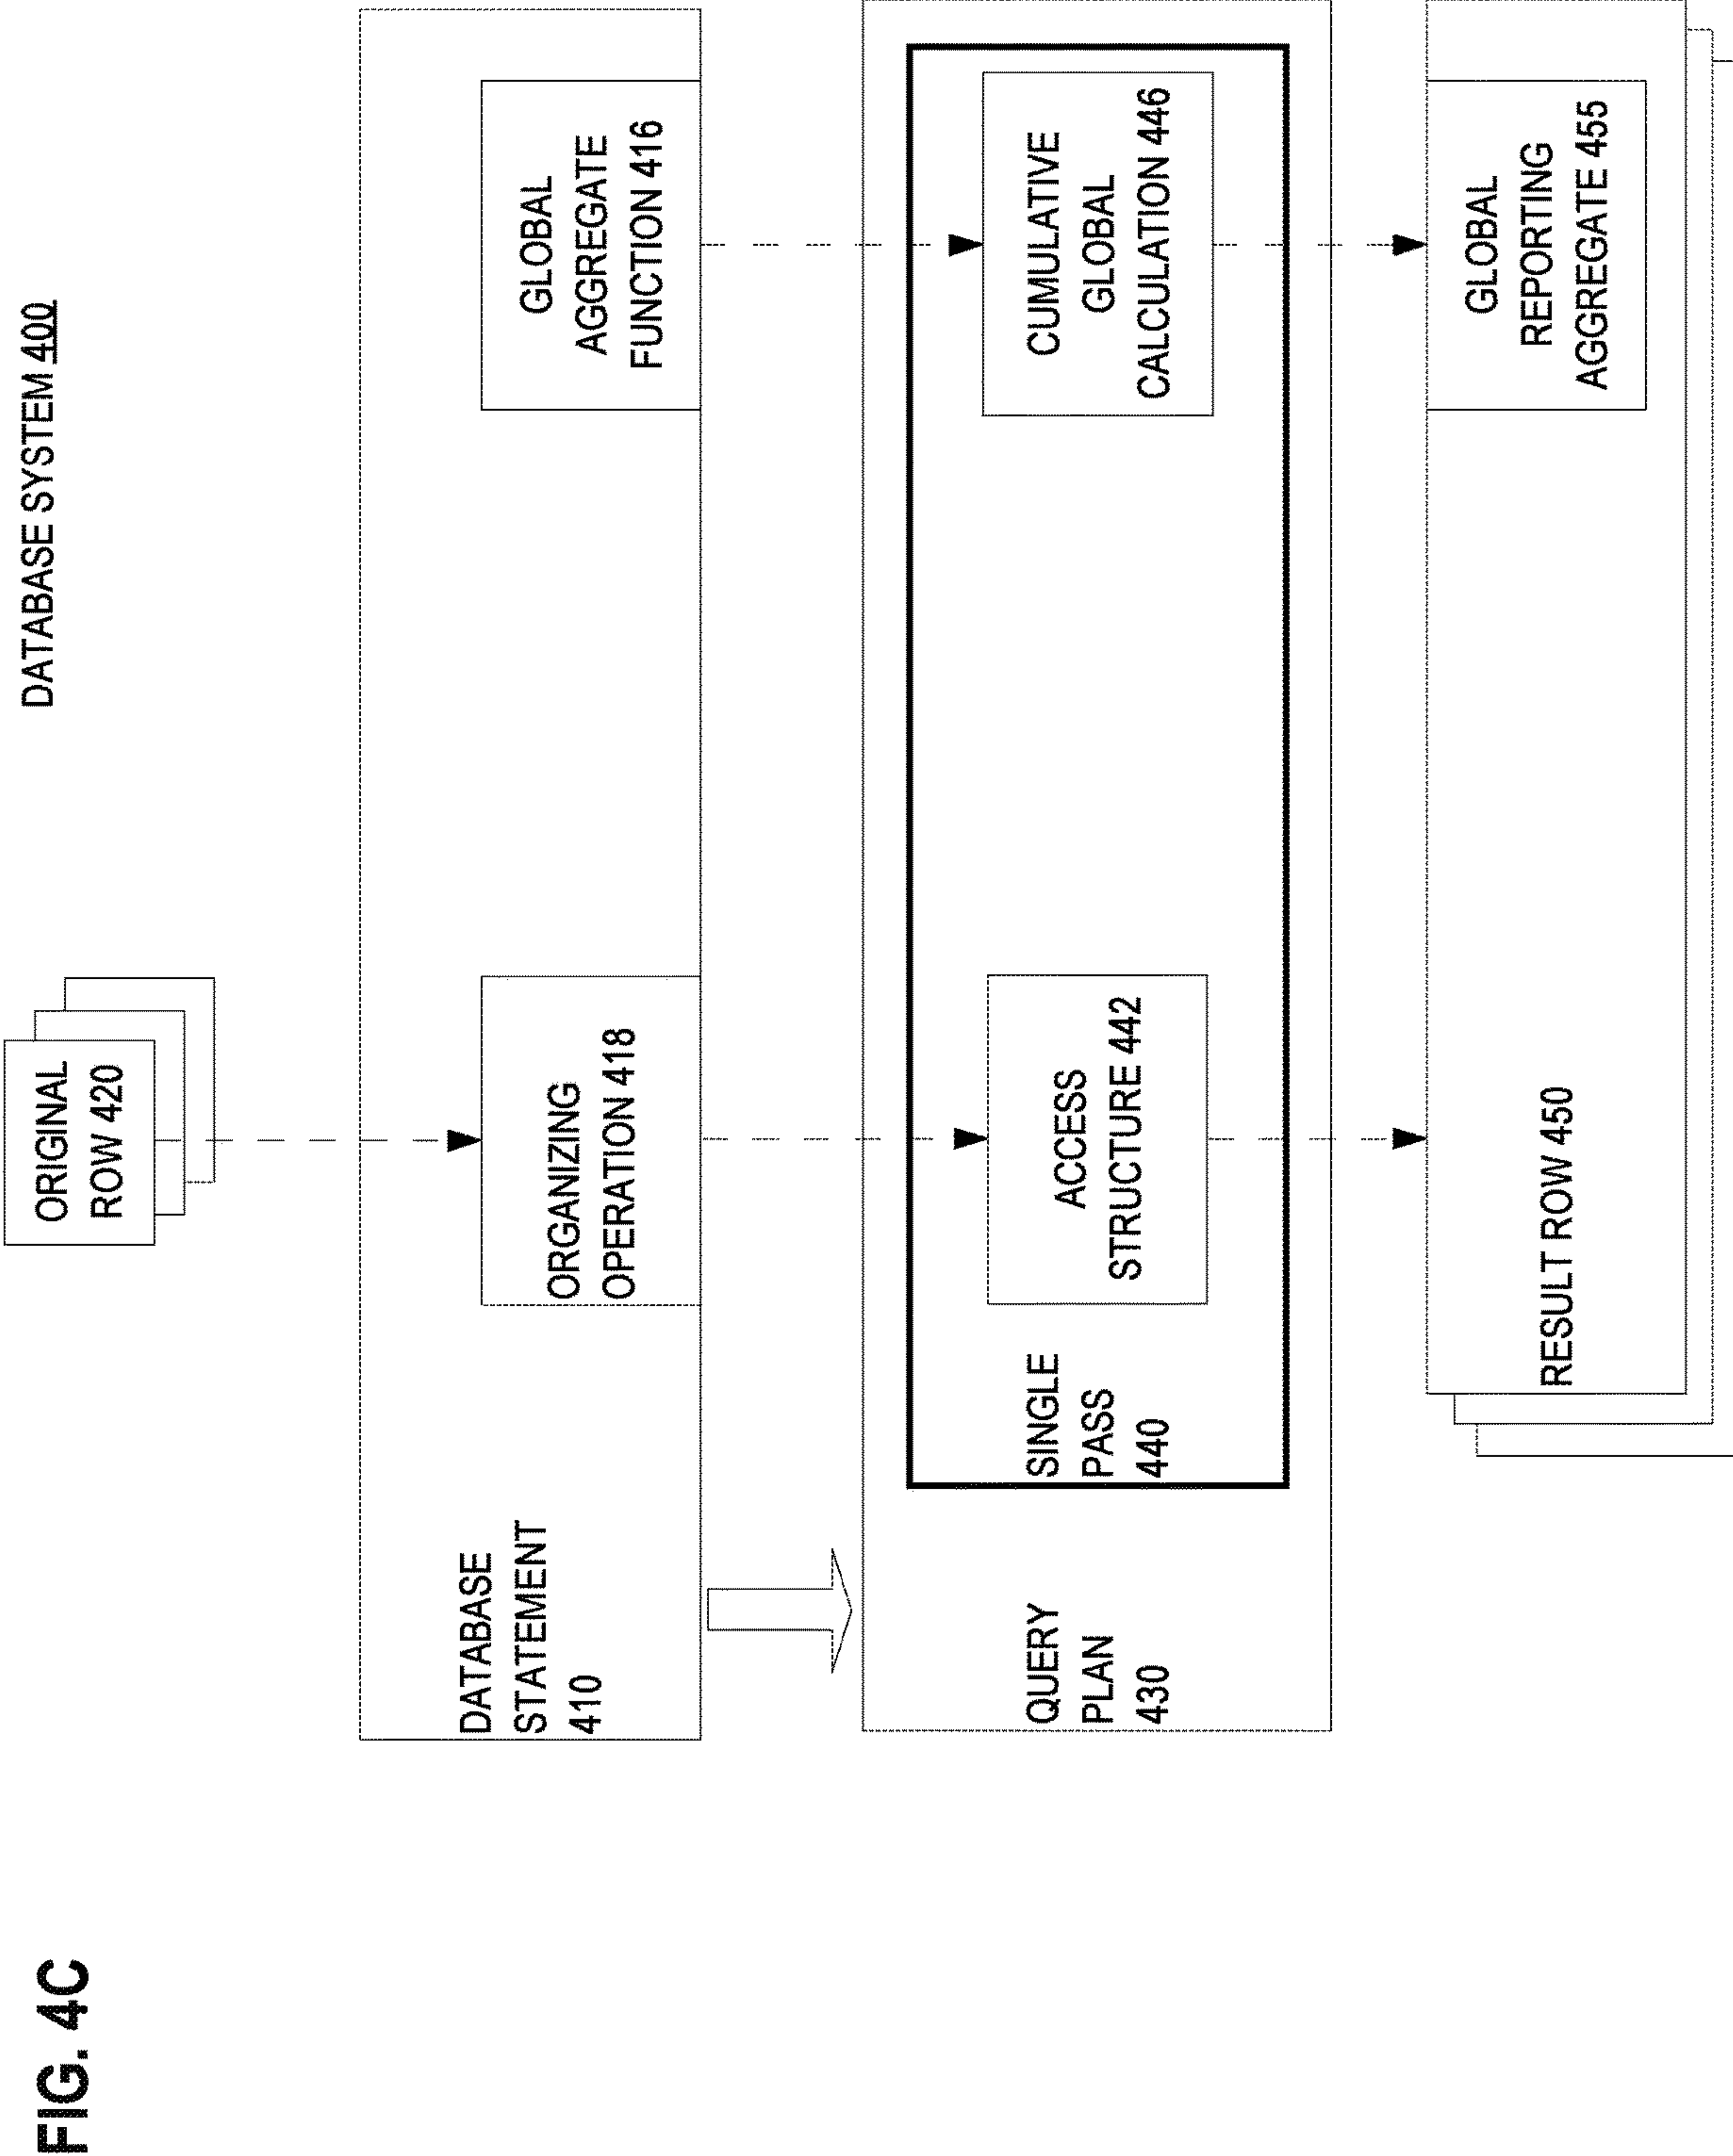 FIG. 4C
DATABASE SYSTEM 400
ORIGINAL
ROW 420
DATABASE
STATEMENT
410
ORGANIZING
OPERATION 418
GLOBAL
AGGREGATE
FUNCTION 416
QUERY
PLAN
430
SINGLE
PASS
440
ACCESS
STRUCTURE 442
CUMULATIVE
GLOBAL
CALCULATION 446
RESULT ROW 450
GLOBAL
REPORTING
AGGREGATE 455